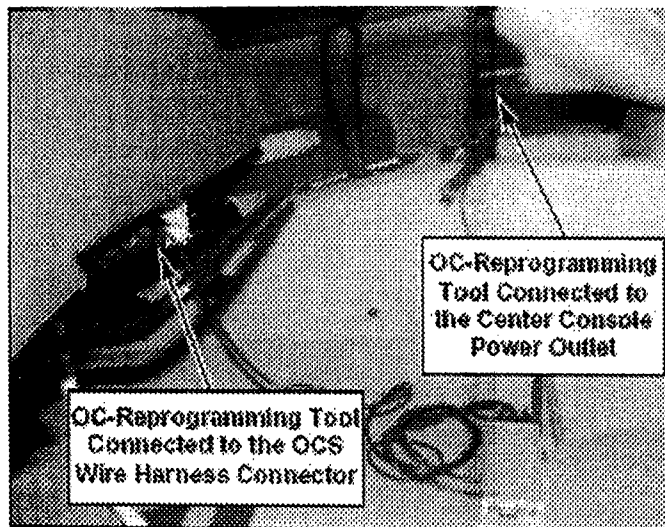 OC-Reprogramming
Tool Connected to
the Center Console
Power Outlet
OC-Reprogramming Tool
Connected to the OCS
Wire Harness Connector